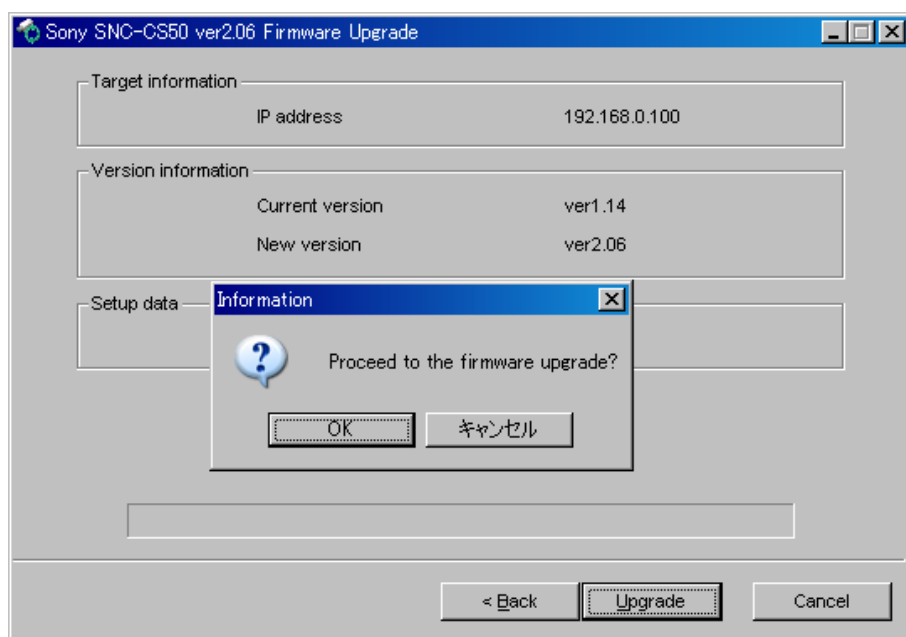 Sony SNC-CS50 ver2.06 Firmware Upgrade
Target information
IP address 192.168.0.100
Version information
Current version ver1.14
New version ver2.06
Setup data
Information
Proceed to the firmware upgrade?
OK キャンセル
< Back Upgrade Cancel